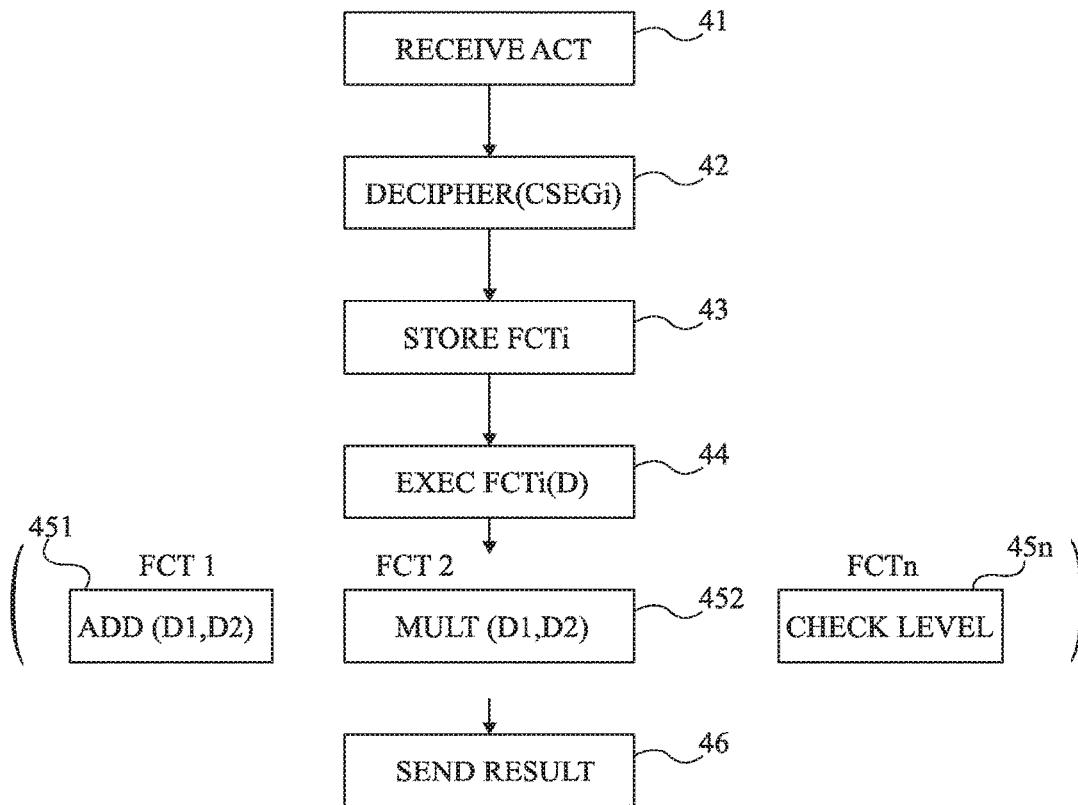 41
RECEIVE ACT
42
DECIPHER(CSEGi)
43
STORE FCTi
44
EXEC FCTi(D)
451
FCT 1
FCT 2
FCTn
45n
ADD (D1,D2)
MULT (D1,D2)
452
CHECK LEVEL
46
SEND RESULT